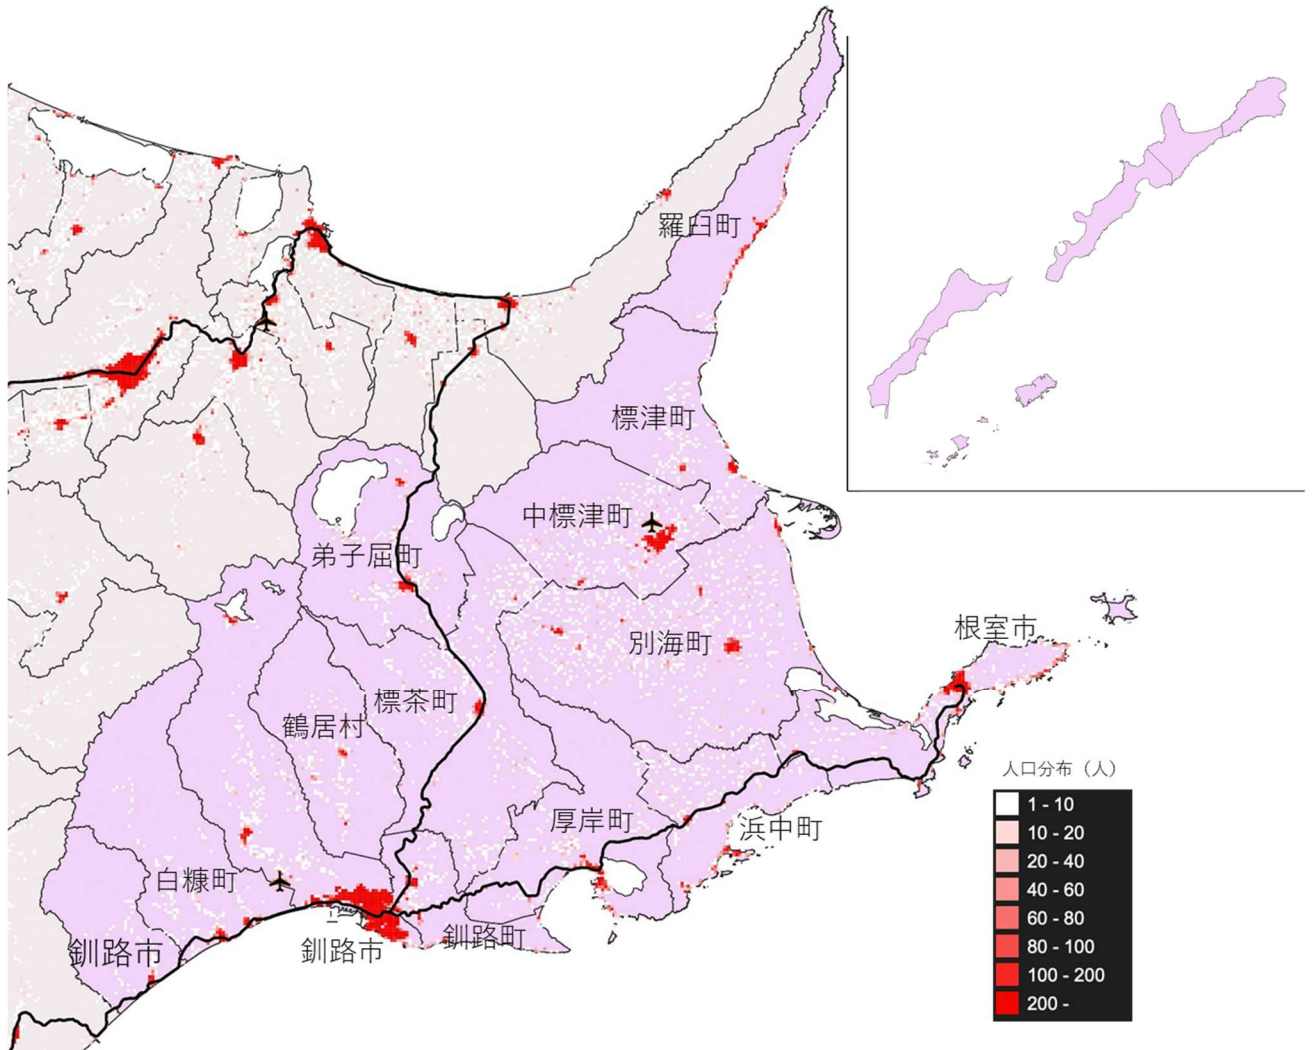 羅臼町
標津町
中標津町
弟子屈町
別海町
根室市
標茶町
鶴居村
厚岸町
浜中町
白糠町
釧路市
釧路市
釧路町
人口分布（人）
1 - 10
10 - 20
20 - 40
40 - 60
60 - 80
80 - 100
100 - 200
200 -